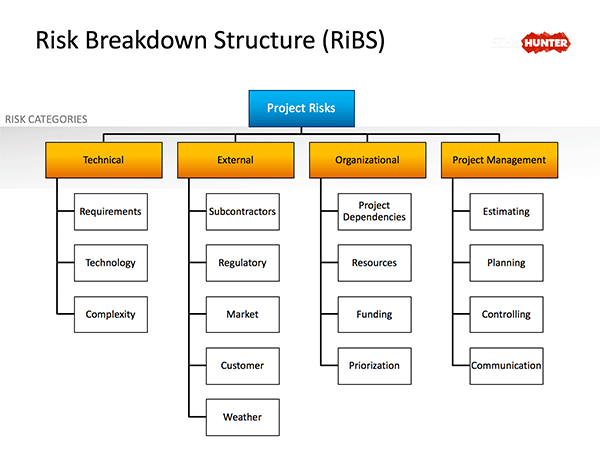 Risk Breakdown Structure (RiBS)
HUNTER
Project Risks
RISK CATEGORIES
Technical
External
Organizational
Project Management
Requirements
Subcontractors
Project
Dependencies
Estimating
Technology
Regulatory
Resources
Planning
Complexity
Market
Funding
Controlling
Customer
Priorization
Communication
Weather